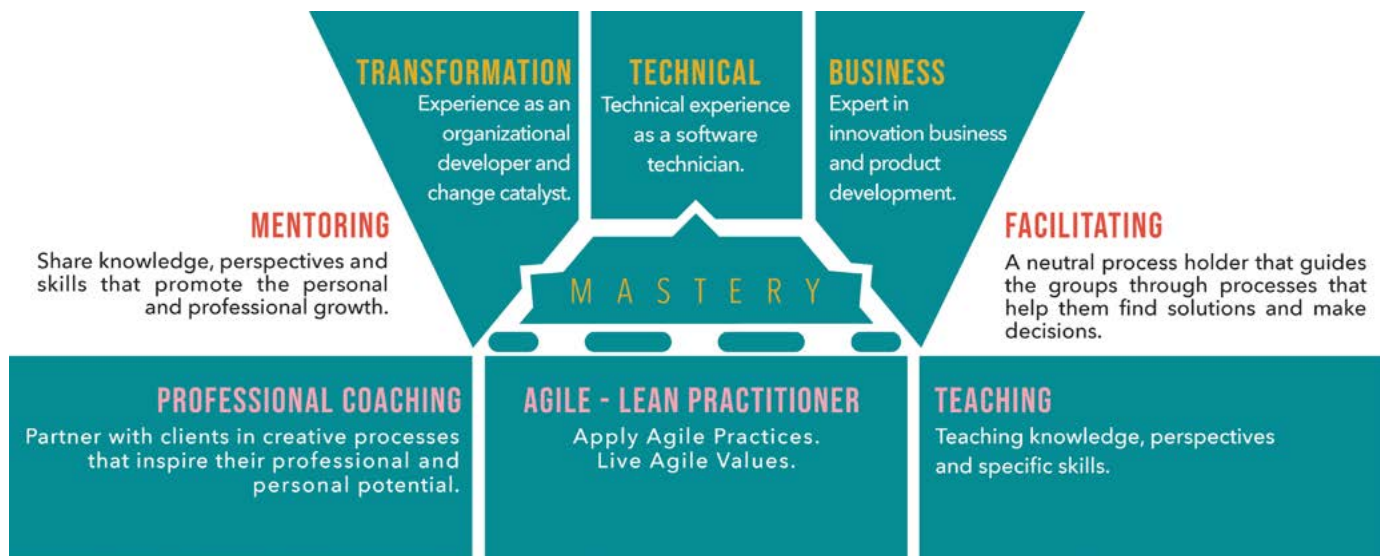 TRANSFORMATION
Experience as an
organizational
developer and
change catalyst.
TECHNICAL
Technical experience
as a software
technician.
BUSINESS
Expert in
innovation business
and product
development.
MENTORING
Share knowledge, perspectives and
skills that promote the personal
and professional growth.
MASTERY
FACILITATING
A neutral process holder that guides
the groups through processes that
help them find solutions and make
decisions.
PROFESSIONAL COACHING
Partner with clients in creative processes
that inspire their professional and
personal potential.
AGILE - LEAN PRACTITIONER
Apply Agile Practices.
Live Agile Values.
TEACHING
Teaching knowledge, perspectives
and specific skills.